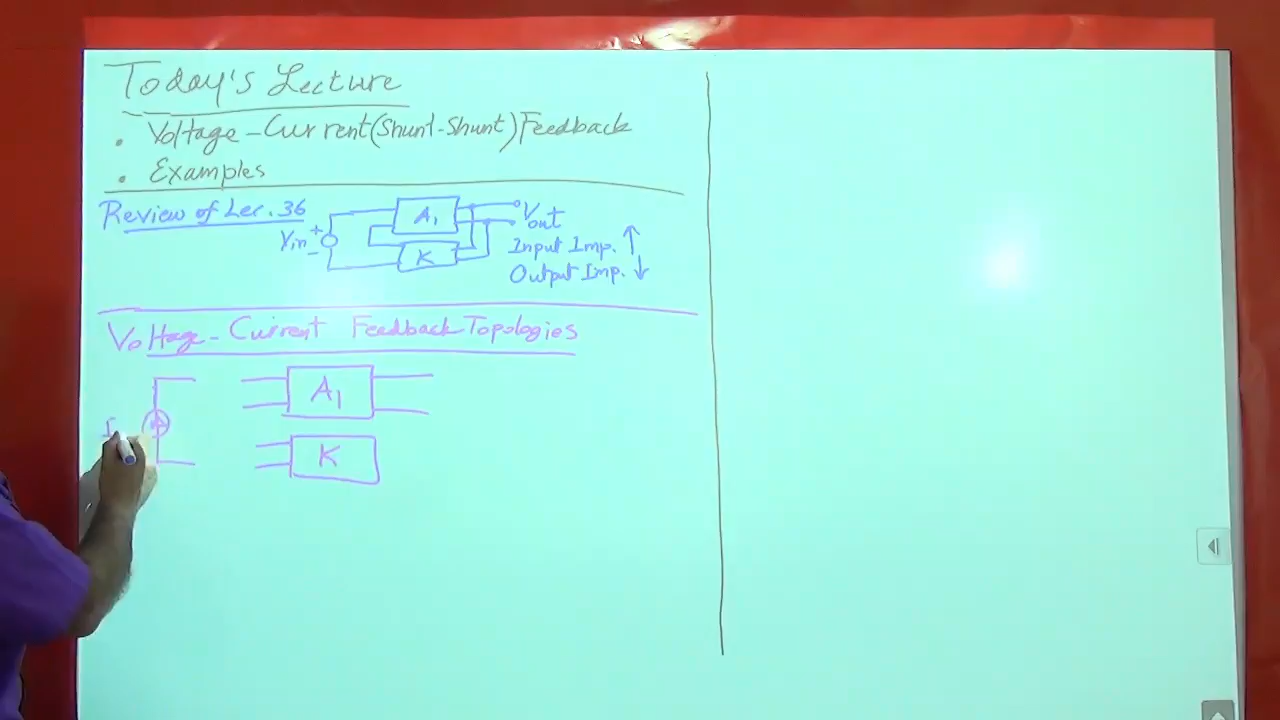 Today's Lecture
• Voltage-Current (Shunt-Shunt) Feedback
• Examples
Review of Lec. 36
A1
Vout
Vin
+
-
K
Input Imp. ↑
Output Imp. ↓
Voltage-Current Feedback Topologies
A1
I
K